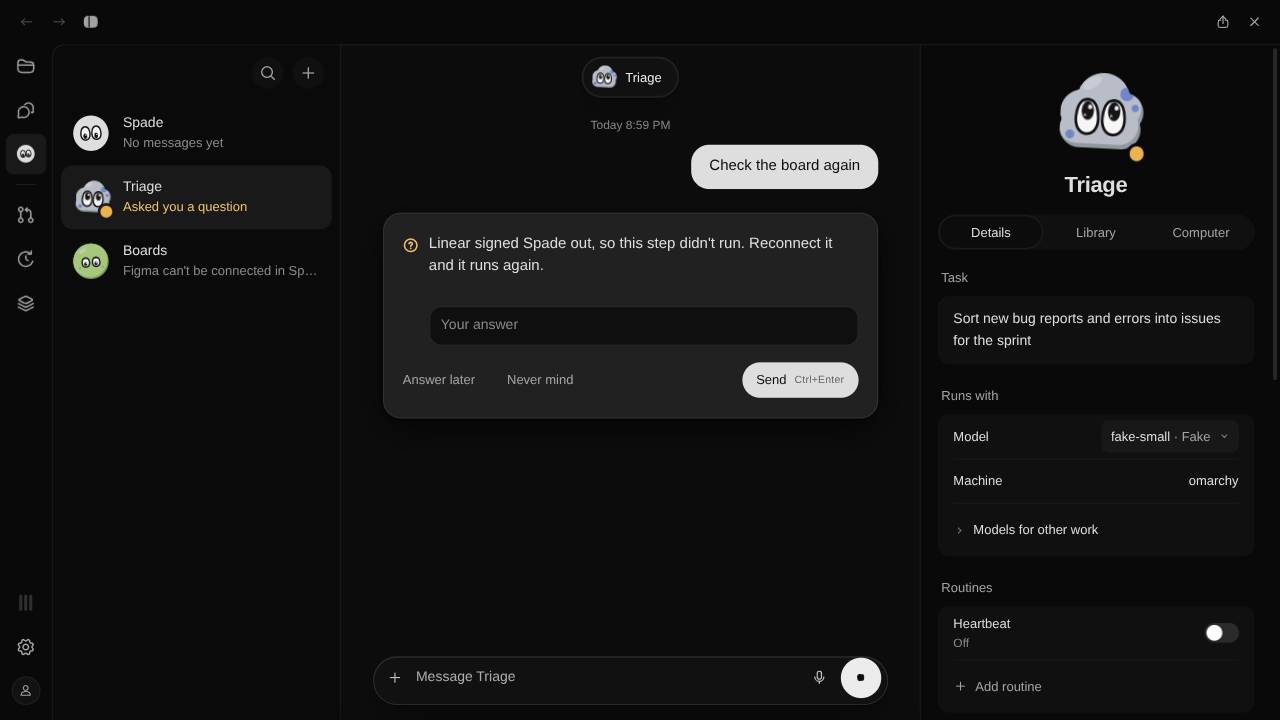 Spade
No messages yet
Triage
Asked you a question
Boards
Figma can't be connected in Sp…
Triage
Today 8:59 PM
Check the board again
Linear signed Spade out, so this step didn't run. Reconnect it
and it runs again.
Your answer
Answer later
Never mind
Send Ctrl+Enter
Message Triage
Triage
Details
Library
Computer
Task
Sort new bug reports and errors into issues
for the sprint
Runs with
Model
fake-small · Fake
Machine
omarchy
Models for other work
Routines
Heartbeat
Off
Add routine